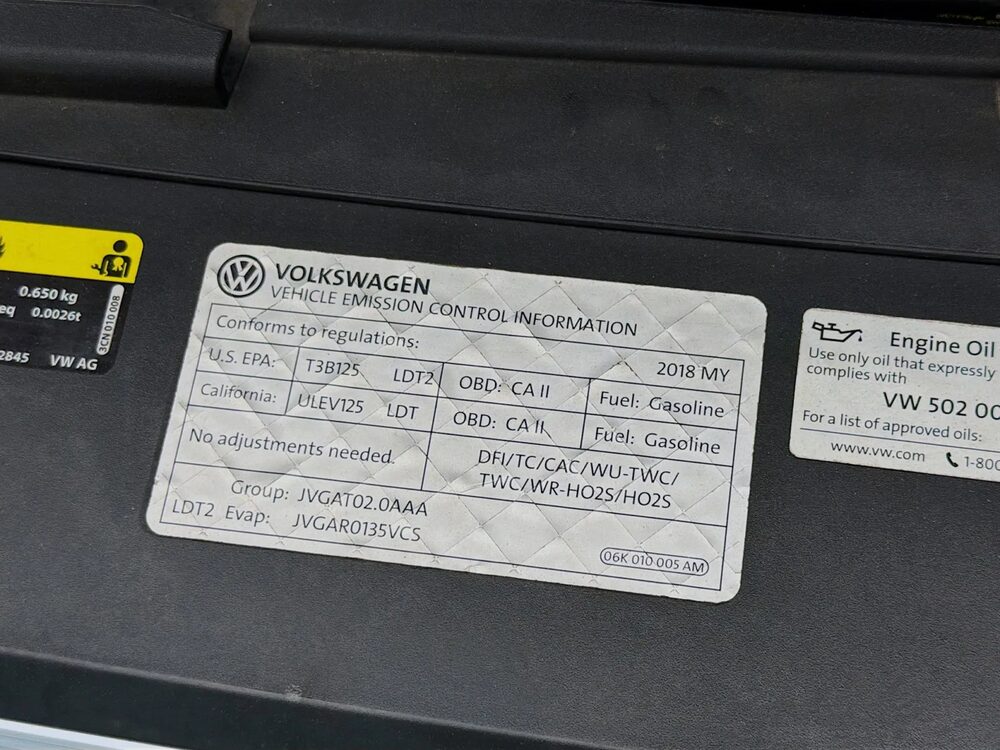 0.650 kg
eq 0.0026t
2845 VW AG
3CN 010 008
VOLKSWAGEN
VEHICLE EMISSION CONTROL INFORMATION
Conforms to regulations: 2018 MY
U.S. EPA: T3B125 LDT2 OBD: CA II Fuel: Gasoline
California: ULEV125 LDT OBD: CA II Fuel: Gasoline
No adjustments needed. DFI/TC/CAC/WU-TWC/
TWC/WR-HO2S/HO2S
Group: JVGAT02.0AAA
LDT2 Evap: JVGAR0135VCS
06K 010 005 AM
Engine Oil
Use only oil that expressly
complies with
VW 502 00
For a list of approved oils:
www.vw.com 1-800